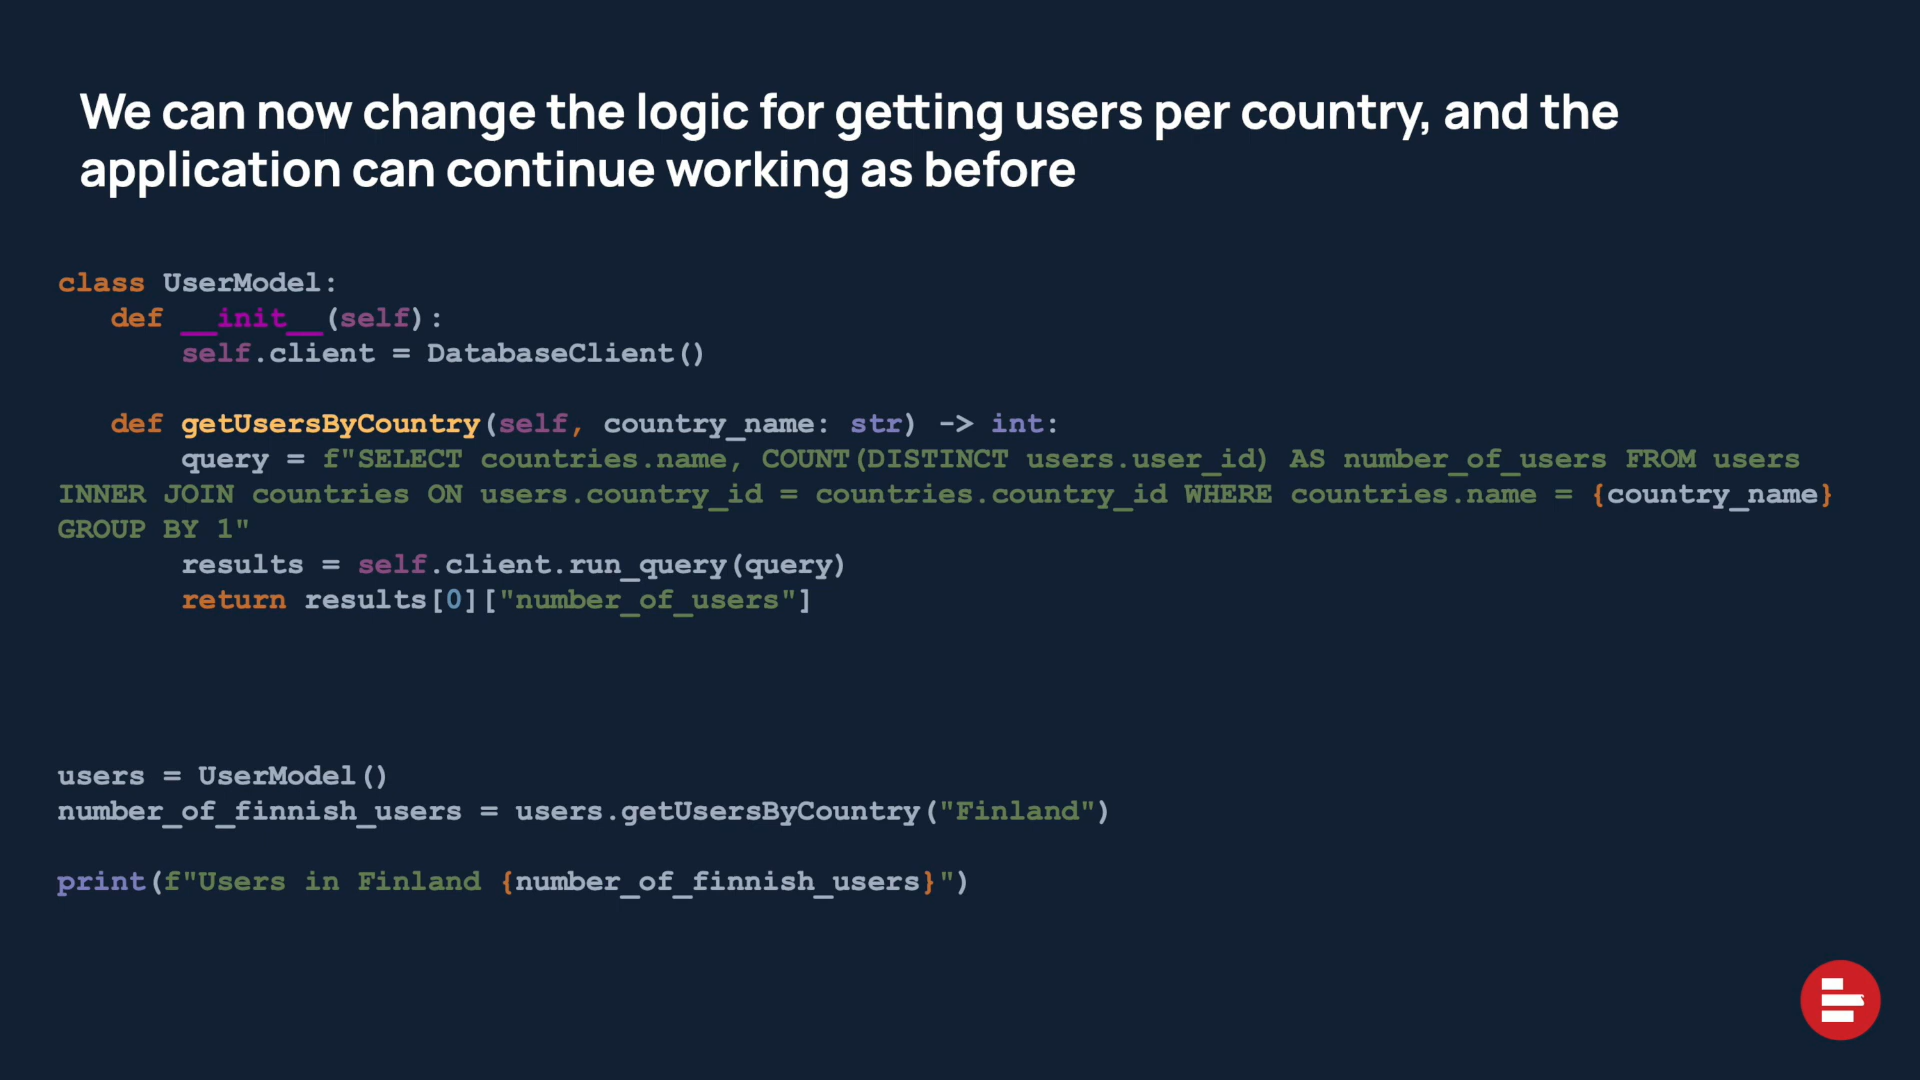 We can now change the logic for getting users per country, and the
application can continue working as before
class UserModel:
   def __init__(self):
       self.client = DatabaseClient()
   def getUsersByCountry(self, country_name: str) -> int:
       query = f"SELECT countries.name, COUNT(DISTINCT users.user_id) AS number_of_users FROM users
INNER JOIN countries ON users.country_id = countries.country_id WHERE countries.name = {country_name}
GROUP BY 1"
       results = self.client.run_query(query)
       return results[0]["number_of_users"]
users = UserModel()
number_of_finnish_users = users.getUsersByCountry("Finland")
print(f"Users in Finland {number_of_finnish_users}")